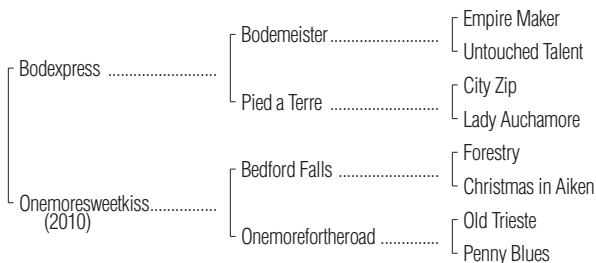 Empire Maker
Bodemeister........................
Untouched Talent
Bodexpress ........................
City Zip
Pied a Terre ........................
Lady Auchamore
Forestry
Bedford Falls ......................
Christmas in Aiken
Onemoresweetkiss...............
(2010)
Old Trieste
Onemorefortheroad .............
Penny Blues